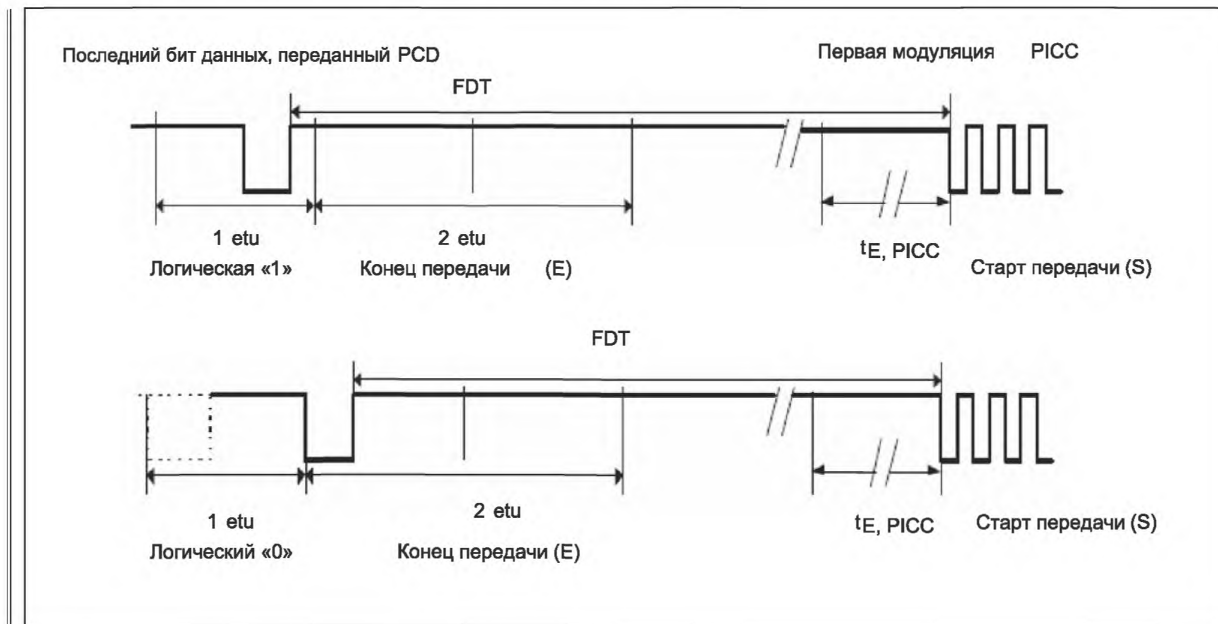 Последний бит данных, переданный PCD
Первая модуляция PICC
FDT
1 etu
2 etu
tE, PICC
Логическая «1»
Конец передачи (E)
Старт передачи (S)
FDT
1 etu
2 etu
tE, PICC
Старт передачи (S)
Логический «0»
Конец передачи (E)